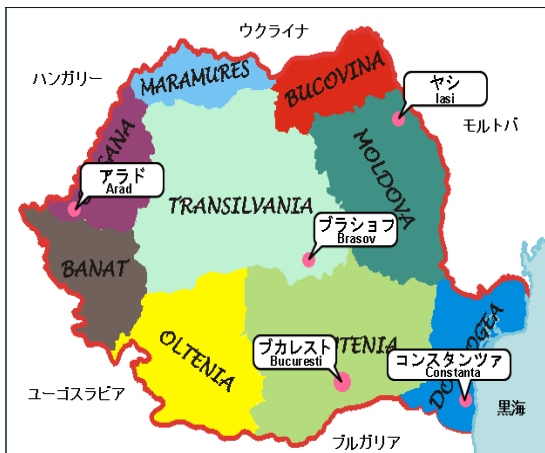 ウクライナ
ハンガリー
MARAMURES
BUCOVINA
ヤシ
Iasi
モルトバ
アラド
Arad
TRANSILVANIA
MOLDOVA
ブラショフ
Brasov
BANAT
OLTENIA
ブカレスト
Bucuresti
コンスタンツァ
Constanta
ユーゴスラビア
ブルガリア
黒海